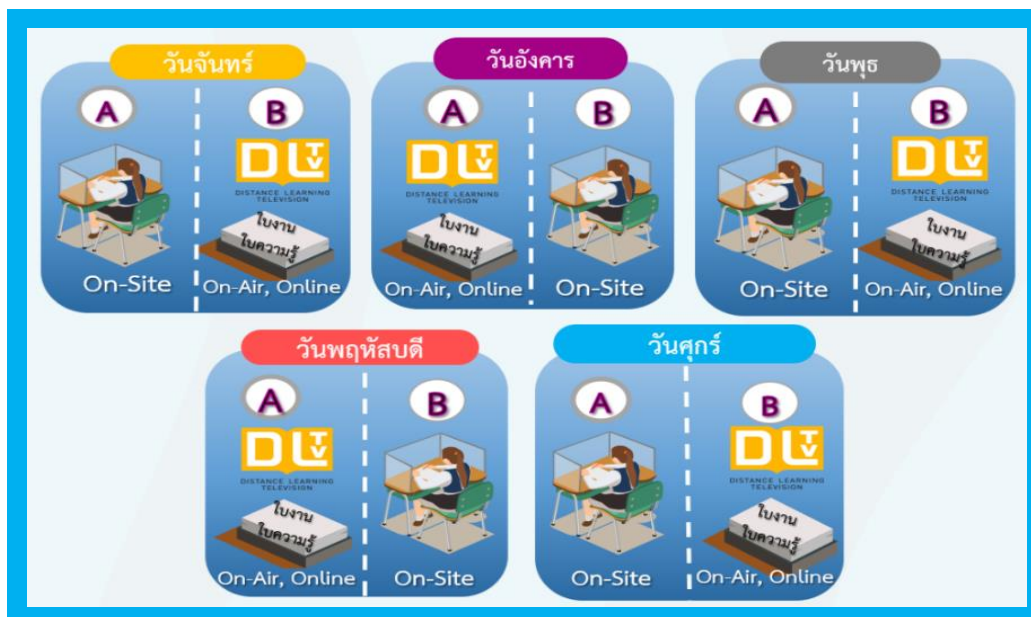 วันจันทร์
A
B
DLTV
DISTANCE LEARNING
TELEVISION
ใบงาน
ใบความรู้
On-Site
On-Air, Online
วันอังคาร
A
B
DLTV
DISTANCE LEARNING
TELEVISION
ใบงาน
ใบความรู้
On-Air, Online
On-Site
วันพุธ
A
B
DLTV
DISTANCE LEARNING
TELEVISION
ใบงาน
ใบความรู้
On-Site
On-Air, Online
วันพฤหัสบดี
A
B
DLTV
DISTANCE LEARNING
TELEVISION
ใบงาน
ใบความรู้
On-Air, Online
On-Site
วันศุกร์
A
B
DLTV
DISTANCE LEARNING
TELEVISION
ใบงาน
ใบความรู้
On-Site
On-Air, Online